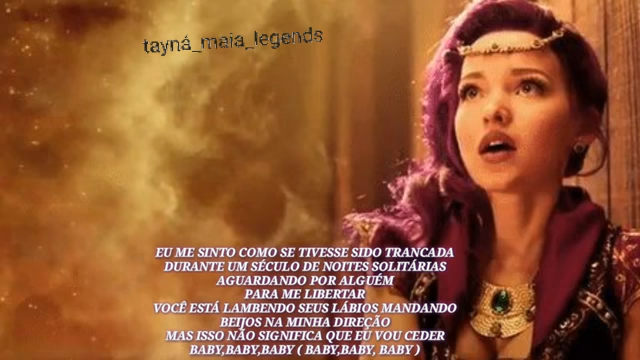 tayná_maia_legends
EU ME SINTO COMO SE TIVESSE SIDO TRANCADA
DURANTE UM SÉCULO DE NOITES SOLITÁRIAS
AGUARDANDO POR ALGUÉM
PARA ME LIBERTAR
VOCÊ ESTÁ LAMBENDO SEUS LÁBIOS MANDANDO
BEIJOS NA MINHA DIREÇÃO
MAS ISSO NÃO SIGNIFICA QUE EU VOU CEDER
BABY,BABY,BABY ( BABY,BABY, BABY )